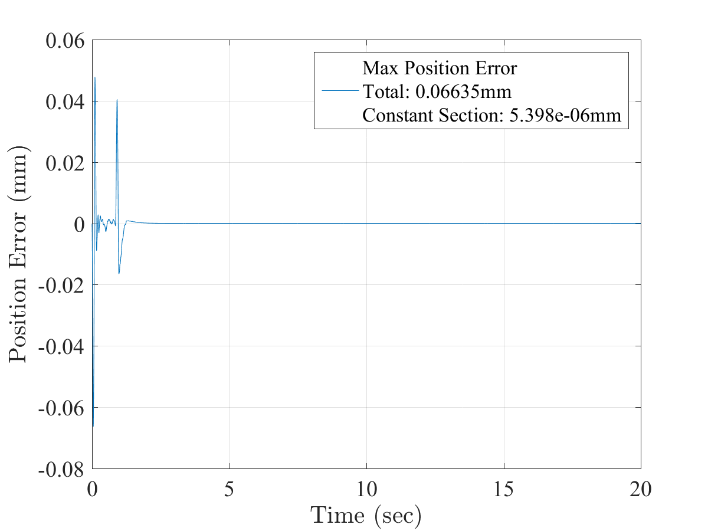 0.06
0.04
0.02
0
-0.02
-0.04
-0.06
-0.08
Position Error (mm)
Max Position Error
Total: 0.06635mm
Constant Section: 5.398e-06mm
0 5 10 15 20
Time (sec)